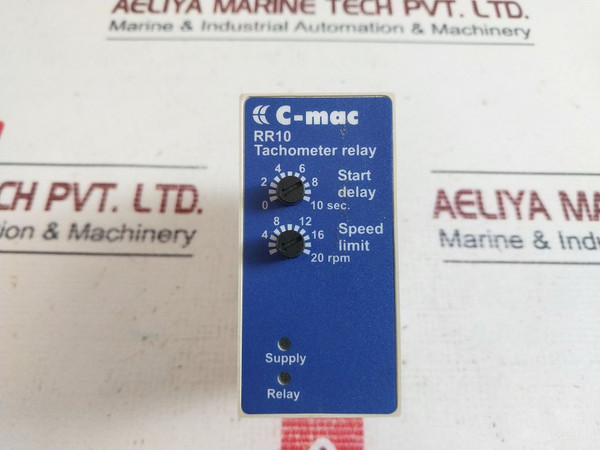 AELIYA MARINE TECH PVT. LTD.
Marine & Industrial Automation & Machinery
TECH PVT. LTD.
ation & Machinery
AELIYA MA
Marine & Indu
C-mac
RR10
Tachometer relay
0 2 4 6 8 10 sec.
Start
delay
4 8 12 16 20 rpm
Speed
limit
Supply
Relay